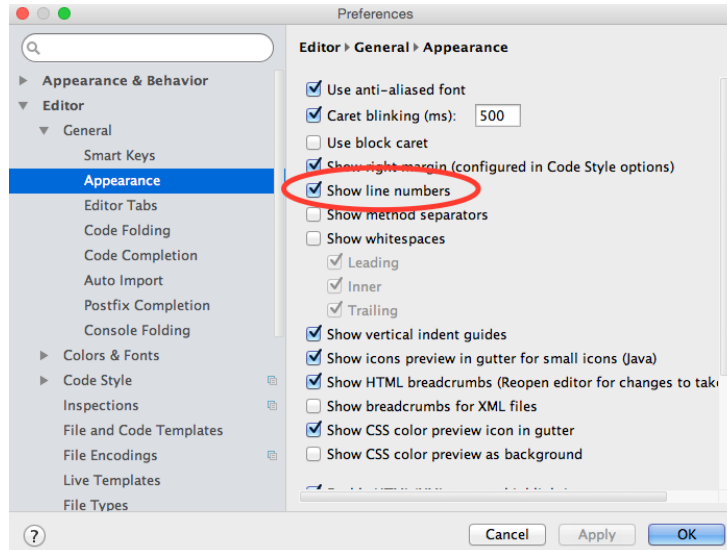 Preferences
Appearance & Behavior
Editor
General
Smart Keys
Appearance
Editor Tabs
Code Folding
Code Completion
Auto Import
Postfix Completion
Console Folding
Colors & Fonts
Code Style
Inspections
File and Code Templates
File Encodings
Live Templates
File Types
Editor ▸ General ▸ Appearance
Use anti-aliased font
Caret blinking (ms): 500
Use block caret
Show right margin (configured in Code Style options)
Show line numbers
Show method separators
Show whitespaces
Leading
Inner
Trailing
Show vertical indent guides
Show icons preview in gutter for small icons (Java)
Show HTML breadcrumbs (Reopen editor for changes to take
Show breadcrumbs for XML files
Show CSS color preview icon in gutter
Show CSS color preview as background
? Cancel Apply OK